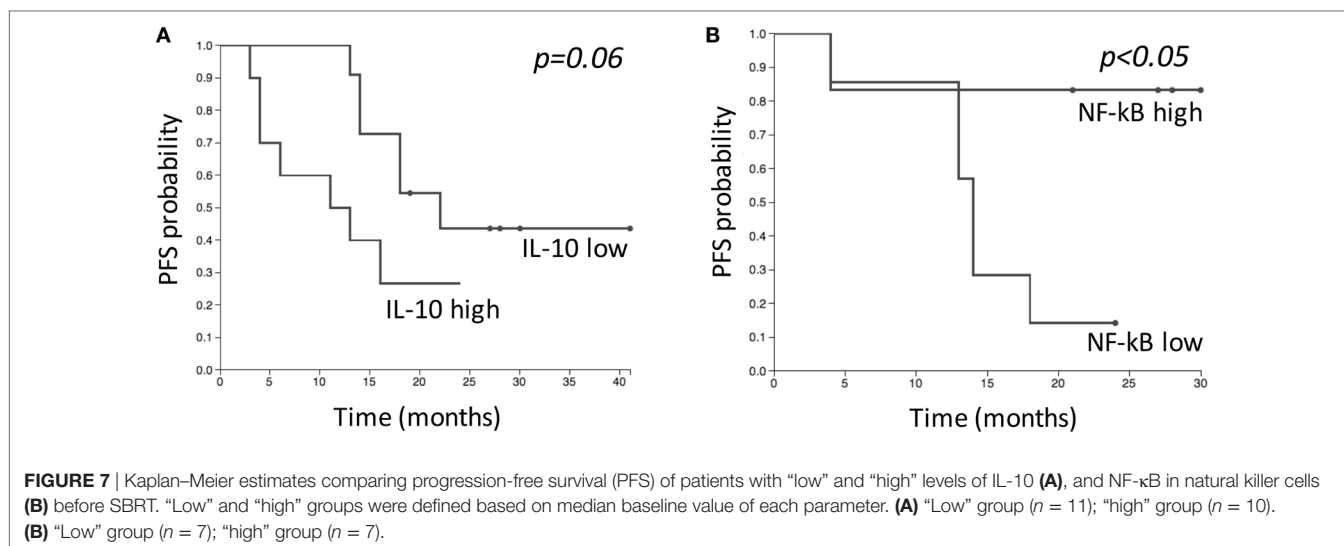 A
p=0.06
PFS probability
1.0
0.9
0.8
0.7
0.6
0.5
0.4
0.3
0.2
0.1
0.0
IL-10 low
IL-10 high
5
10
15
20
25
30
35
40
Time (months)
B
p<0.05
PFS probability
1.0
0.9
0.8
0.7
0.6
0.5
0.4
0.3
0.2
0.1
0.0
NF-kB high
NF-kB low
5
10
15
20
25
30
Time (months)
FIGURE 7 | Kaplan–Meier estimates comparing progression-free survival (PFS) of patients with “low” and “high” levels of IL-10 (A), and NF-κB in natural killer cells
(B) before SBRT. “Low” and “high” groups were defined based on median baseline value of each parameter. (A) “Low” group (n = 11); “high” group (n = 10).
(B) “Low” group (n = 7); “high” group (n = 7).